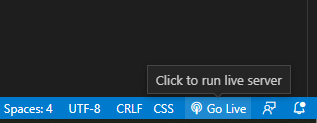 Click to run live server
Spaces: 4 UTF-8 CRLF CSS Go Live